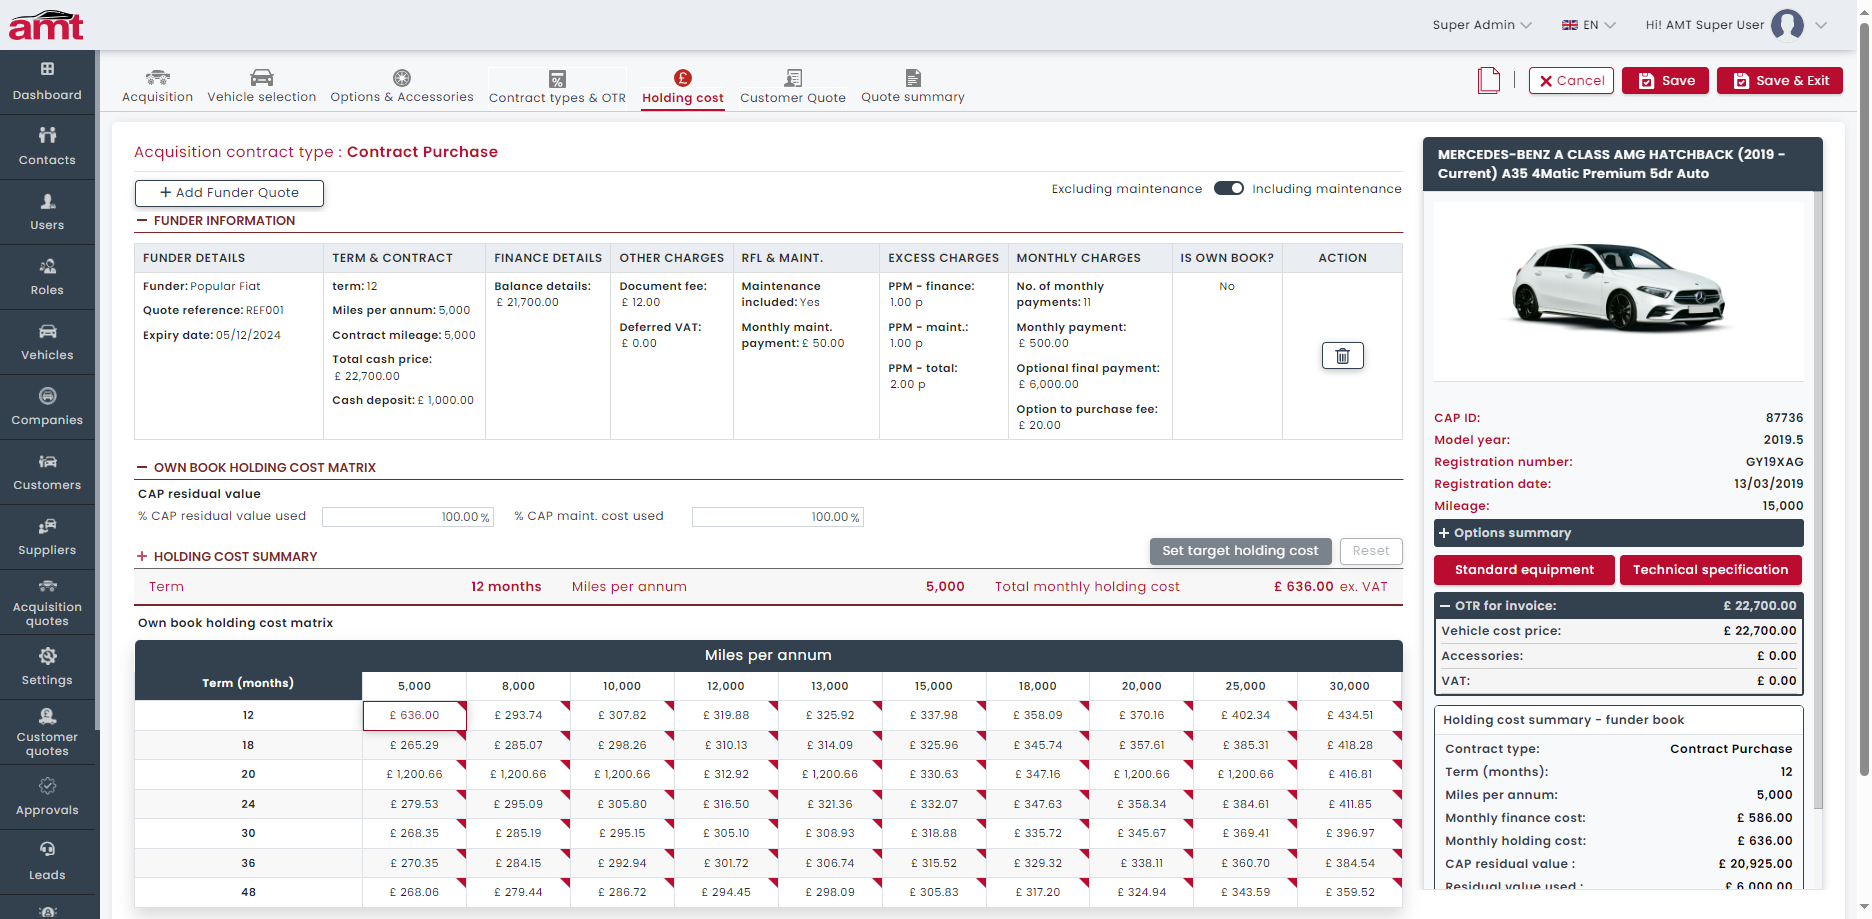 amt
Super Admin
EN
Hi! AMT Super User
Dashboard
Contacts
Users
Roles
Vehicles
Companies
Customers
Suppliers
Acquisition
quotes
Settings
Customer
quotes
Approvals
Leads
Acquisition
Vehicle selection
Options & Accessories
Contract types & OTR
Holding cost
Customer Quote
Quote summary
Cancel
Save
Save & Exit
Acquisition contract type : Contract Purchase
+ Add Funder Quote
Excluding maintenance
Including maintenance
FUNDER INFORMATION
FUNDER DETAILS TERM & CONTRACT FINANCE DETAILS OTHER CHARGES RFL & MAINT. EXCESS CHARGES MONTHLY CHARGES IS OWN BOOK? ACTION
Funder: Popular Fiat
Quote reference: REF001
Expiry date: 05/12/2024
term: 12
Miles per annum: 5,000
Contract mileage: 5,000
Total cash price:
£ 22,700.00
Cash deposit: £ 1,000.00
Balance details:
£ 21,700.00
Document fee:
£ 12.00
Deferred VAT:
£ 0.00
Maintenance
included: Yes
Monthly maint.
payment: £ 50.00
PPM - finance:
1.00 p
PPM - maint.:
1.00 p
PPM - total:
2.00 p
No. of monthly
payments: 11
Monthly payment:
£ 500.00
Optional final payment:
£ 6,000.00
Option to purchase fee:
£ 20.00
No
OWN BOOK HOLDING COST MATRIX
CAP residual value
% CAP residual value used 100.00 % % CAP maint. cost used 100.00 %
+ HOLDING COST SUMMARY
Set target holding cost
Reset
Term 12 months Miles per annum 5,000 Total monthly holding cost £ 636.00 ex. VAT
Own book holding cost matrix
Miles per annum
Term (months) 5,000 8,000 10,000 12,000 13,000 15,000 18,000 20,000 25,000 30,000
12 £ 636.00 £ 293.74 £ 307.82 £ 319.88 £ 325.92 £ 337.98 £ 358.09 £ 370.16 £ 402.34 £ 434.51
18 £ 265.29 £ 285.07 £ 298.26 £ 310.13 £ 314.09 £ 325.96 £ 345.74 £ 357.61 £ 385.31 £ 418.28
20 £ 1,200.66 £ 1,200.66 £ 1,200.66 £ 312.92 £ 1,200.66 £ 330.63 £ 347.16 £ 1,200.66 £ 1,200.66 £ 416.81
24 £ 279.53 £ 295.09 £ 305.80 £ 316.50 £ 321.36 £ 332.07 £ 347.63 £ 358.34 £ 384.61 £ 411.85
30 £ 268.35 £ 285.19 £ 295.15 £ 305.10 £ 308.93 £ 318.88 £ 335.72 £ 345.67 £ 369.41 £ 396.97
36 £ 270.35 £ 284.15 £ 292.94 £ 301.72 £ 306.74 £ 315.52 £ 329.32 £ 338.11 £ 360.70 £ 384.54
48 £ 268.06 £ 279.44 £ 286.72 £ 294.45 £ 298.09 £ 305.83 £ 317.20 £ 324.94 £ 343.59 £ 359.52
MERCEDES-BENZ A CLASS AMG HATCHBACK (2019 -
Current) A35 4Matic Premium 5dr Auto
CAP ID: 87736
Model year: 2019.5
Registration number: GY19XAG
Registration date: 13/03/2019
Mileage: 15,000
+ Options summary
Standard equipment
Technical specification
OTR for invoice: £ 22,700.00
Vehicle cost price: £ 22,700.00
Accessories: £ 0.00
VAT: £ 0.00
Holding cost summary - funder book
Contract type: Contract Purchase
Term (months): 12
Miles per annum: 5,000
Monthly finance cost: £ 586.00
Monthly holding cost: £ 636.00
CAP residual value : £ 20,925.00
Residual value used : £ 6,000.00